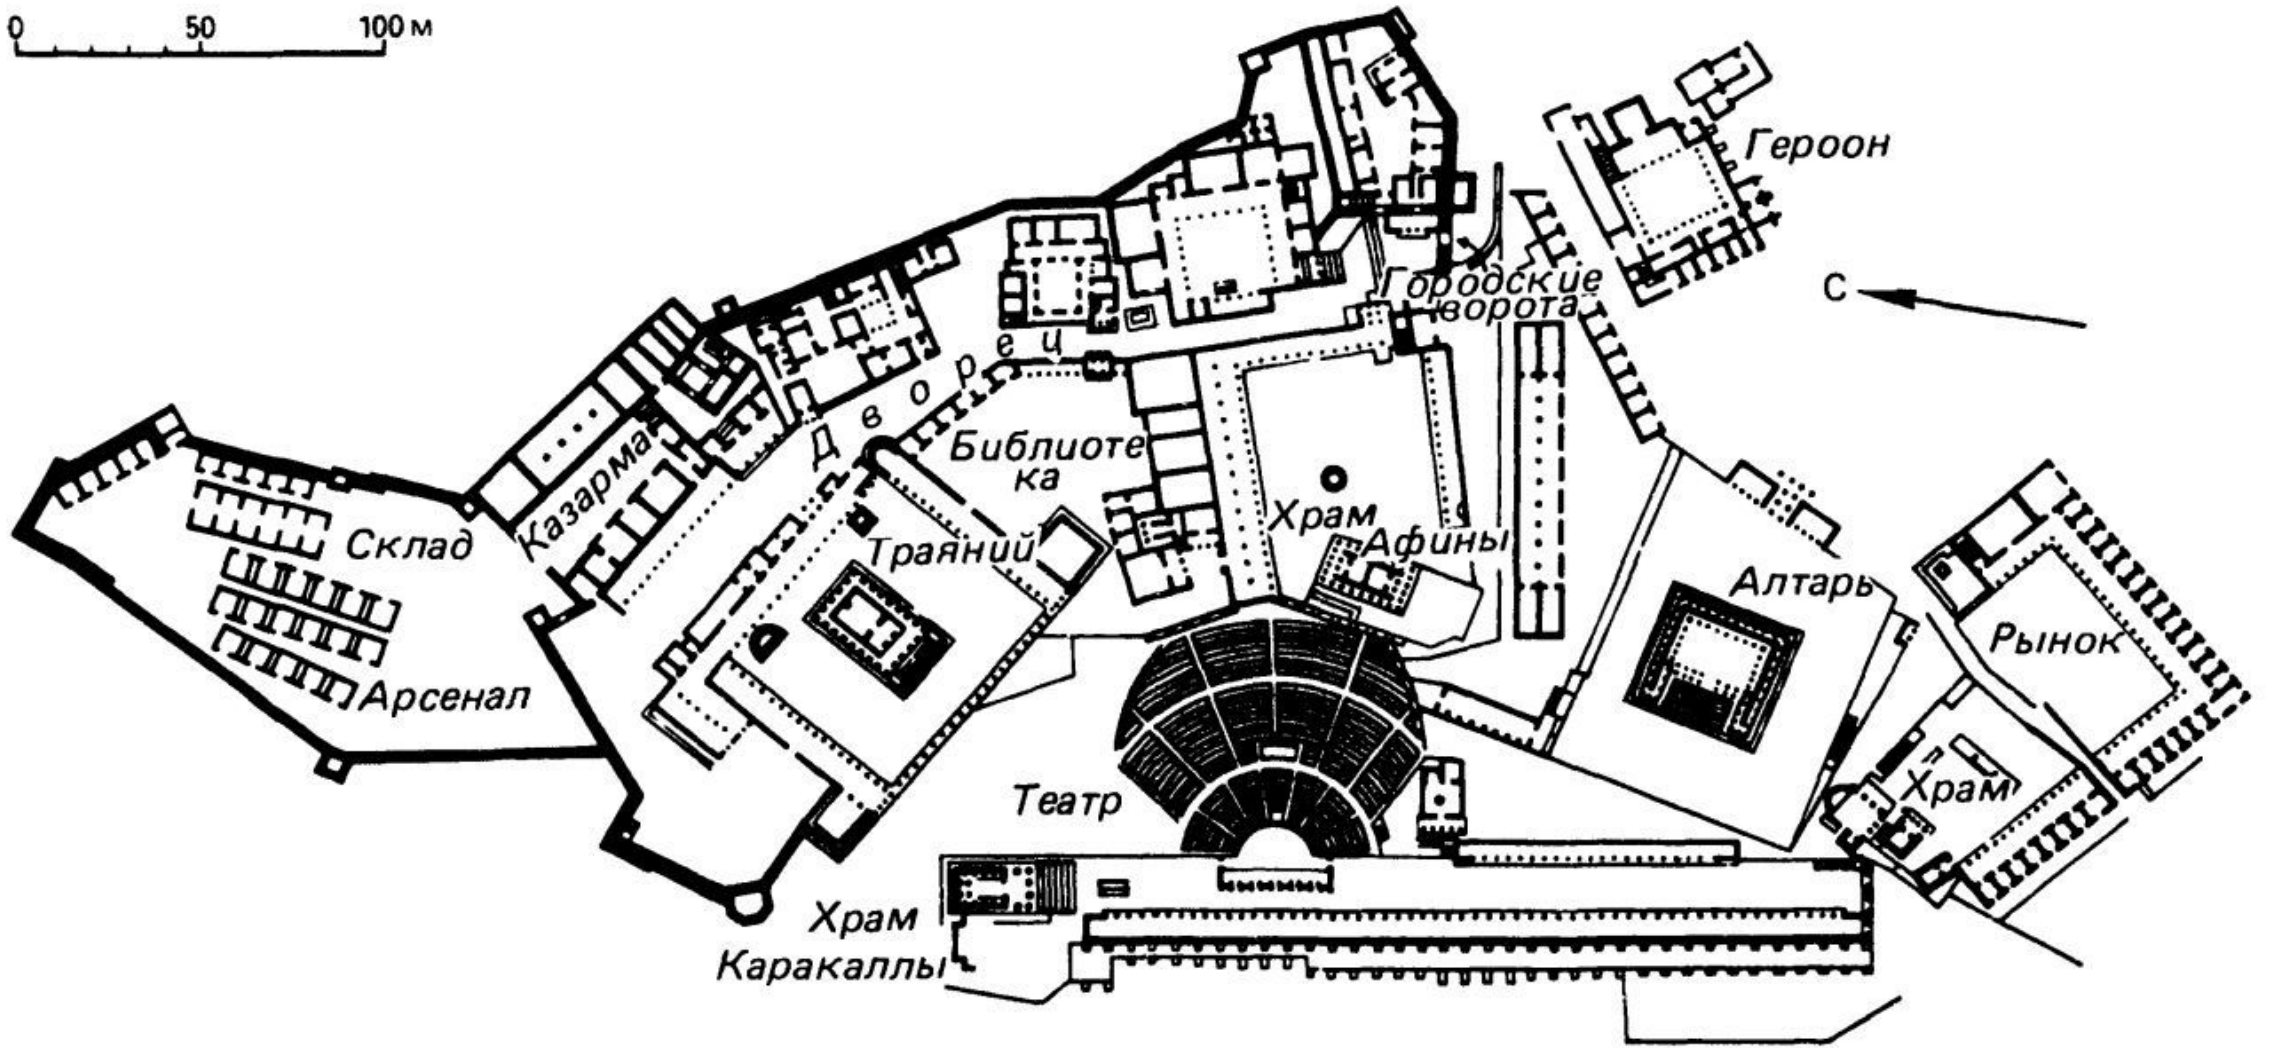 0 50 100 м
Героон
С
Городские
ворота
Дворец
Библиоте
ка
Казарма
Склад
Храм
Афины
Траяний
Алтарь
Рынок
Арсенал
Храм
Театр
Храм
Каракаллы